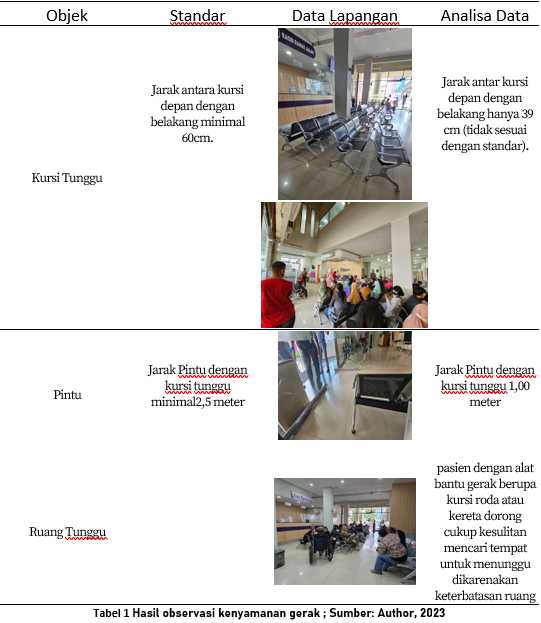 Objek Standar Data Lapangan Analisa Data
Kursi Tunggu
Jarak antara kursi
depan dengan
belakang minimal
60cm.
KASIR RAWAT JALAN
Jarak antar kursi
depan dengan
belakang hanya 39
cm (tidak sesuai
dengan standar).
Pintu
Jarak Pintu dengan
kursi tunggu
minimal2,5 meter
Jarak Pintu dengan
kursi tunggu 1,00
meter
Ruang Tunggu
pasien dengan alat
bantu gerak berupa
kursi roda atau
kereta dorong
cukup kesulitan
mencari tempat
untuk menunggu
dikarenakan
keterbatasan ruang
Tabel 1 Hasil observasi kenyamanan gerak ; Sumber: Author, 2023